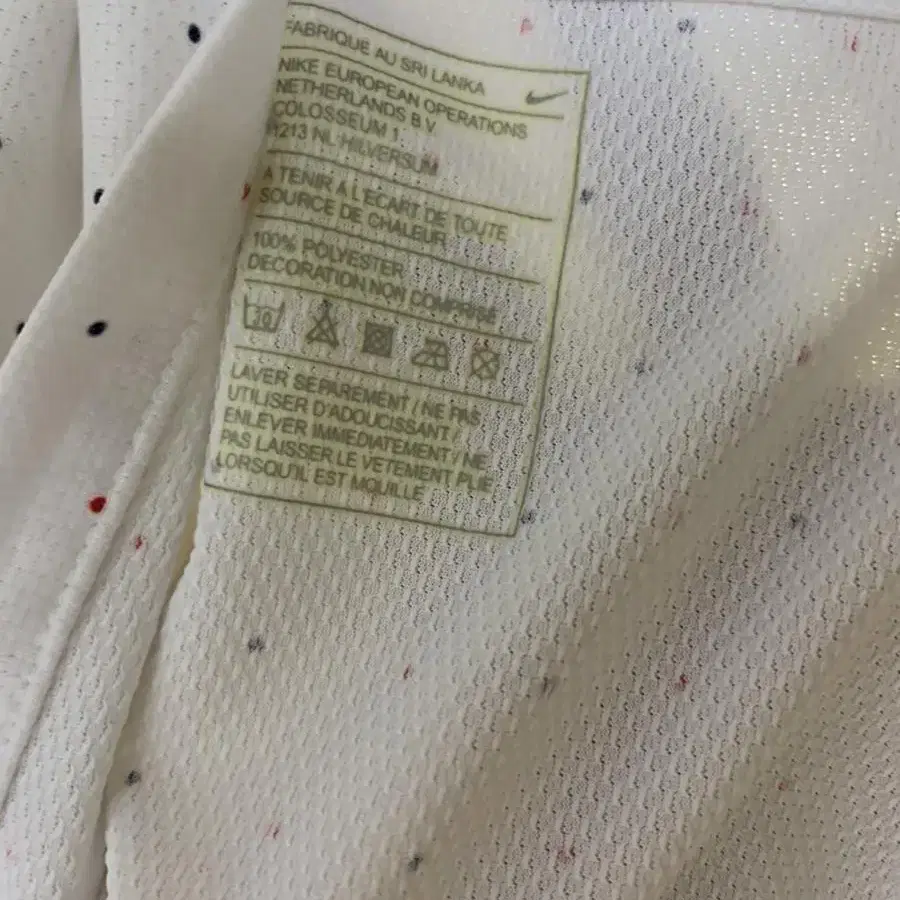 FABRIQUE AU SRI LANKA
NIKE EUROPEAN OPERATIONS
NETHERLANDS B.V.
COLOSSEUM 1
1213 NL HILVERSUM
A TENIR A L'ECART DE TOUTE
SOURCE DE CHALEUR
100% POLYESTER
DECORATION NON COMPRISE
30
LAVER SEPAREMENT / NE PAS
UTILISER D'ADOUCISSANT /
ENLEVER IMMEDIATEMENT / NE
PAS LAISSER LE VETEMENT PLIE
LORSQU'IL EST MOUILLE